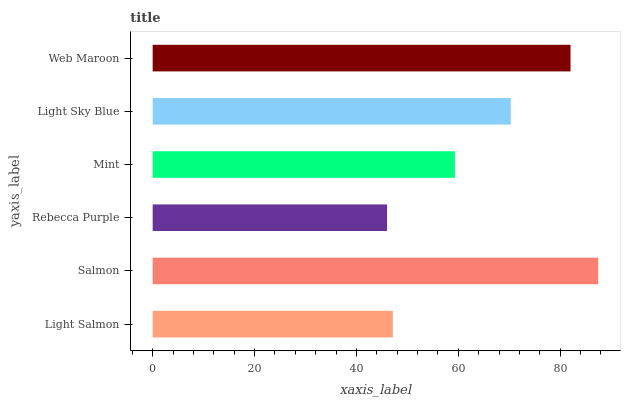 title
yaxis_label
Web Maroon
Light Sky Blue
Mint
Rebecca Purple
Salmon
Light Salmon
0 20 40 60 80
xaxis_label